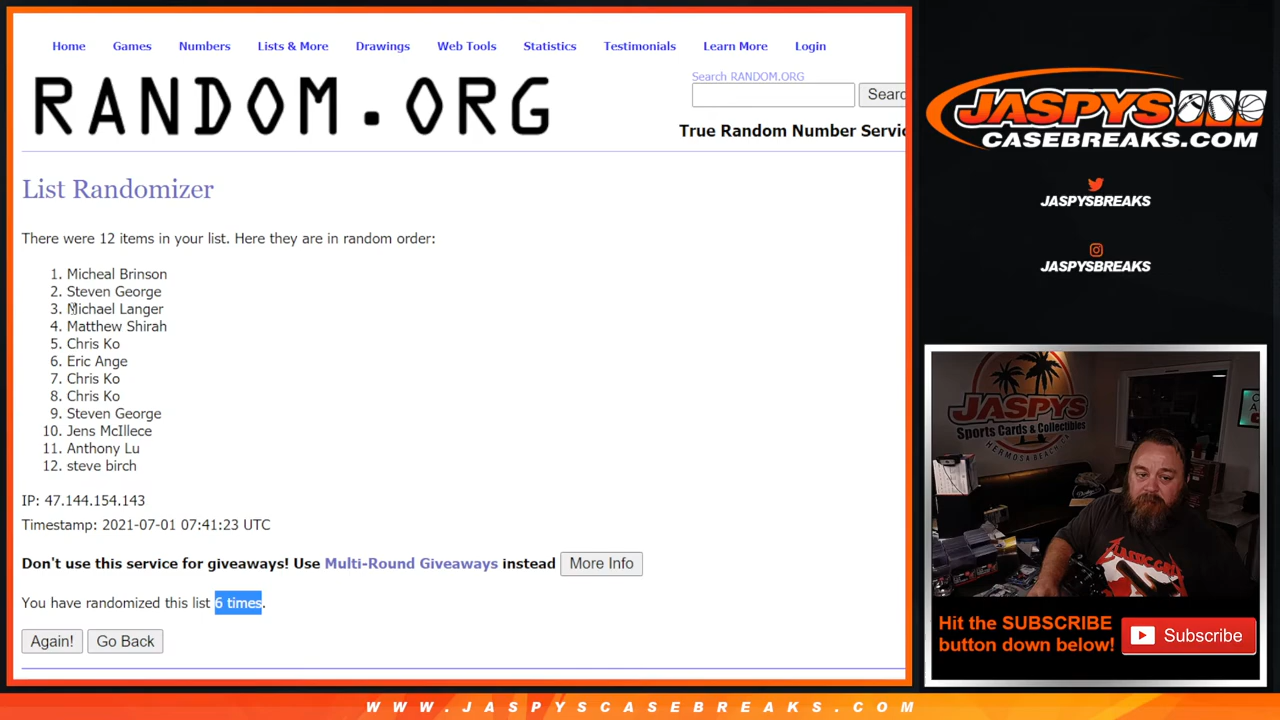 Home Games Numbers Lists & More Drawings Web Tools Statistics Testimonials Learn More Login
Search RANDOM.ORG
RANDOM.ORG
Searc
True Random Number Servic
List Randomizer
There were 12 items in your list. Here they are in random order:
1. Micheal Brinson
2. Steven George
3. Michael Langer
4. Matthew Shirah
5. Chris Ko
6. Eric Ange
7. Chris Ko
8. Chris Ko
9. Steven George
10. Jens McIllece
11. Anthony Lu
12. steve birch
IP: 47.144.154.143
Timestamp: 2021-07-01 07:41:23 UTC
Don't use this service for giveaways! Use Multi-Round Giveaways instead More Info
You have randomized this list 6 times.
Again! Go Back
JASPYS
CASEBREAKS.COM
JASPYSBREAKS
JASPYSBREAKS
JASPYS
Sports Cards & Collectibles
HERMOSA BEACH, CA
Hit the SUBSCRIBE
button down below!
Subscribe
WWW.JASPYSCASEBREAKS.COM